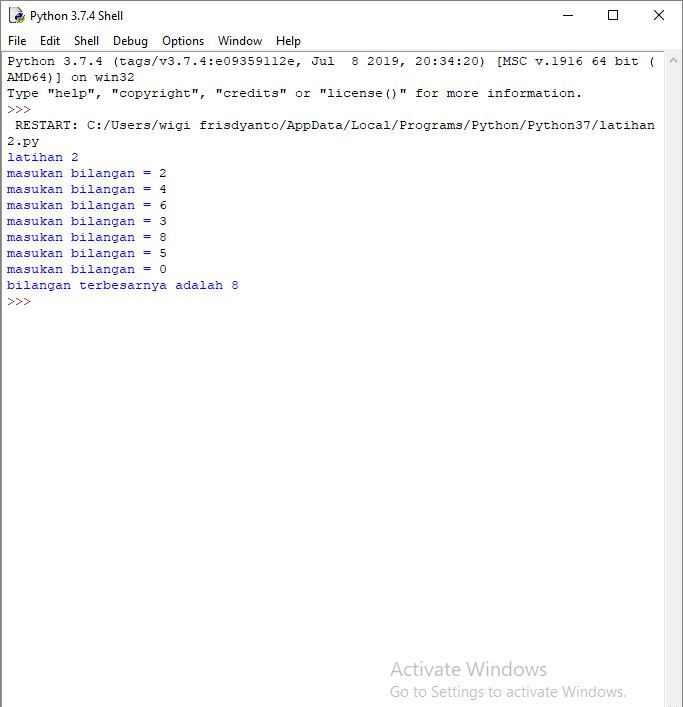 Python 3.7.4 Shell
File Edit Shell Debug Options Window Help
Python 3.7.4 (tags/v3.7.4:e09359112e, Jul  8 2019, 20:34:20) [MSC v.1916 64 bit (
AMD64)] on win32
Type "help", "copyright", "credits" or "license()" for more information.
>>>
 RESTART: C:/Users/wigi frisdyanto/AppData/Local/Programs/Python/Python37/latihan
2.py
latihan 2
masukan bilangan = 2
masukan bilangan = 4
masukan bilangan = 6
masukan bilangan = 3
masukan bilangan = 8
masukan bilangan = 5
masukan bilangan = 0
bilangan terbesarnya adalah 8
>>>
Activate Windows
Go to Settings to activate Windows.